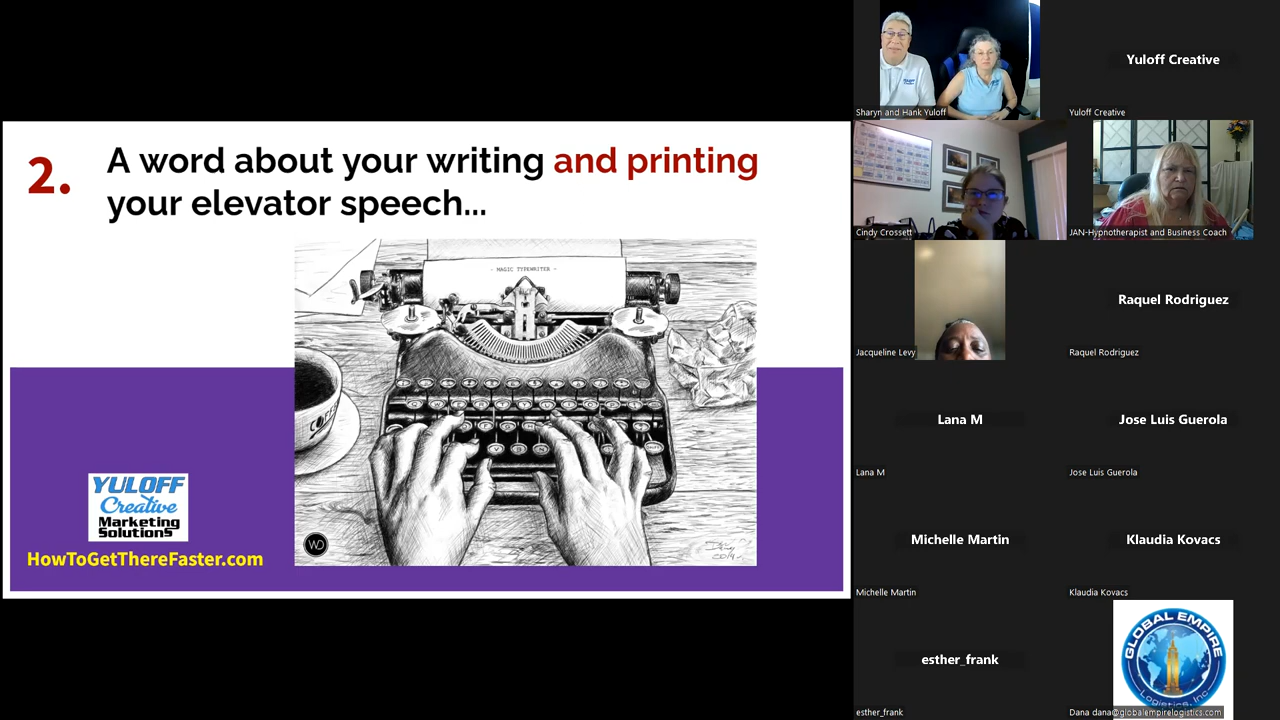 2.
A word about your writing and printing
your elevator speech...
- MAGIC TYPEWRITER -
WD
YULOFF
Creative
Marketing
Solutions
HowToGetThereFaster.com
Sharyn and Hank Yuloff
Yuloff Creative
Yuloff Creative
Cindy Crossett
JAN-Hypnotherapist and Business Coach
Jacqueline Levy
Raquel Rodriguez
Raquel Rodriguez
Lana M
Lana M
Jose Luis Guerola
Jose Luis Guerola
Michelle Martin
Michelle Martin
Klaudia Kovacs
Klaudia Kovacs
esther_frank
esther_frank
GLOBAL EMPIRE
Logistics, Inc
Dana dana@globalempirelogistics.com